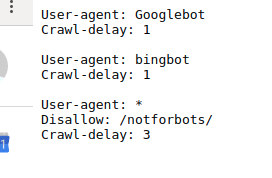 User-agent: Googlebot
Crawl-delay: 1
User-agent: bingbot
Crawl-delay: 1
User-agent: *
Disallow: /notforbots/
Crawl-delay: 3